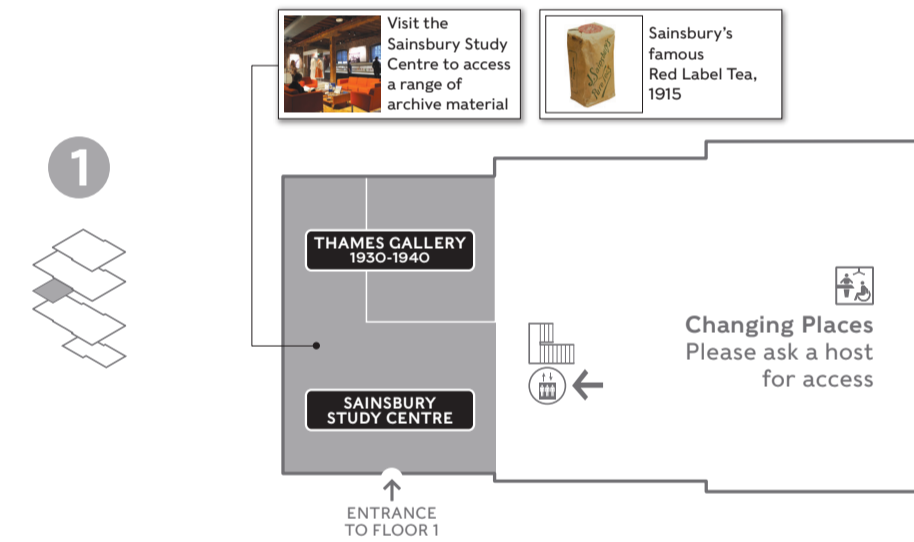 Visit the
Sainsbury Study
Centre to access
a range of
archive material
Sainsbury's
famous
Red Label Tea,
1915
1
THAMES GALLERY
1930-1940
Changing Places
Please ask a host
for access
SAINSBURY
STUDY CENTRE
ENTRANCE
TO FLOOR 1